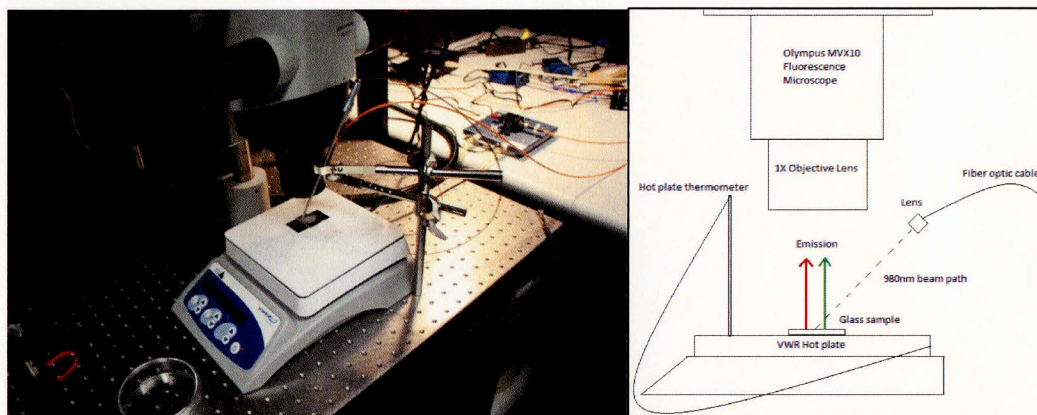 Olympus MVX10
Fluorescence
Microscope
1X Objective Lens
Fiber optic cable
Hot plate thermometer
Lens
Emission
980nm beam path
Glass sample
VWR Hot plate